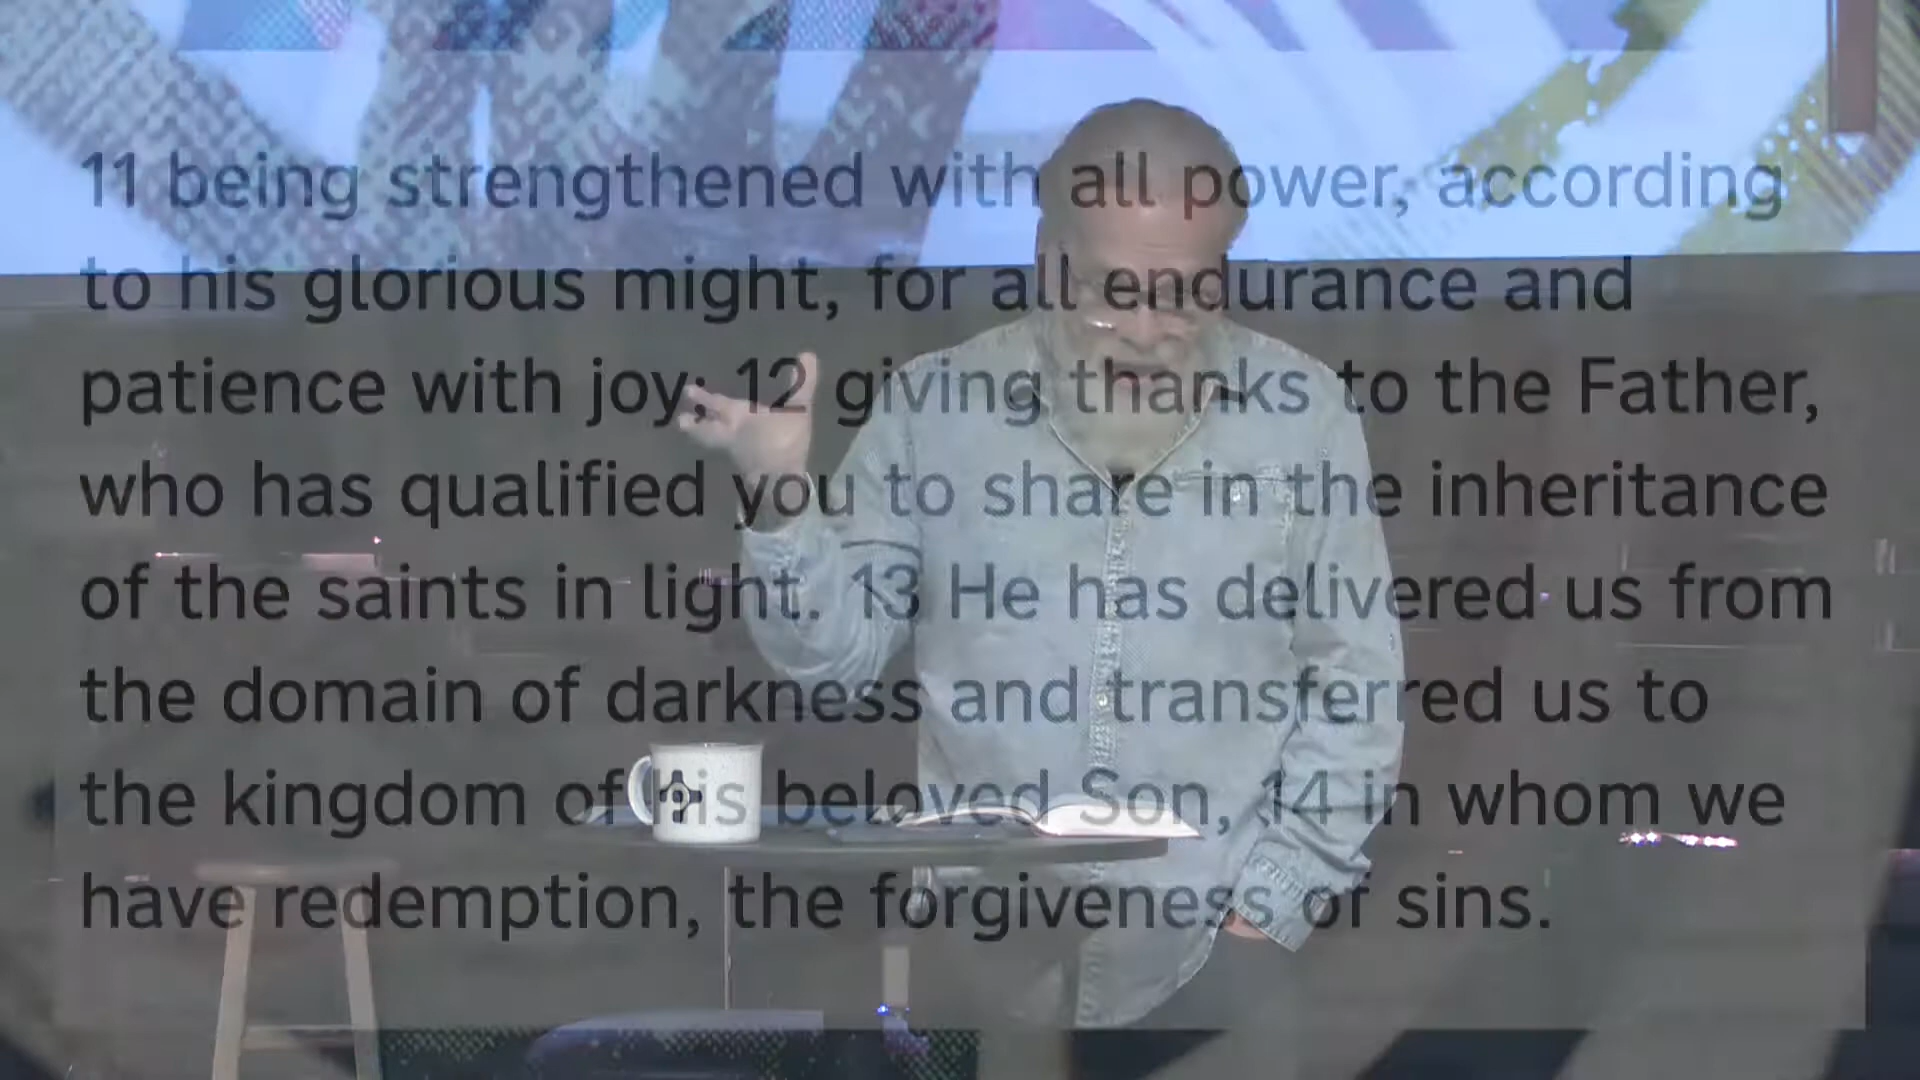 11 being strengthened with all power, according
to his glorious might, for all endurance and
patience with joy; 12 giving thanks to the Father,
who has qualified you to share in the inheritance
of the saints in light. 13 He has delivered us from
the domain of darkness and transferred us to
the kingdom of his beloved Son, 14 in whom we
have redemption, the forgiveness of sins.